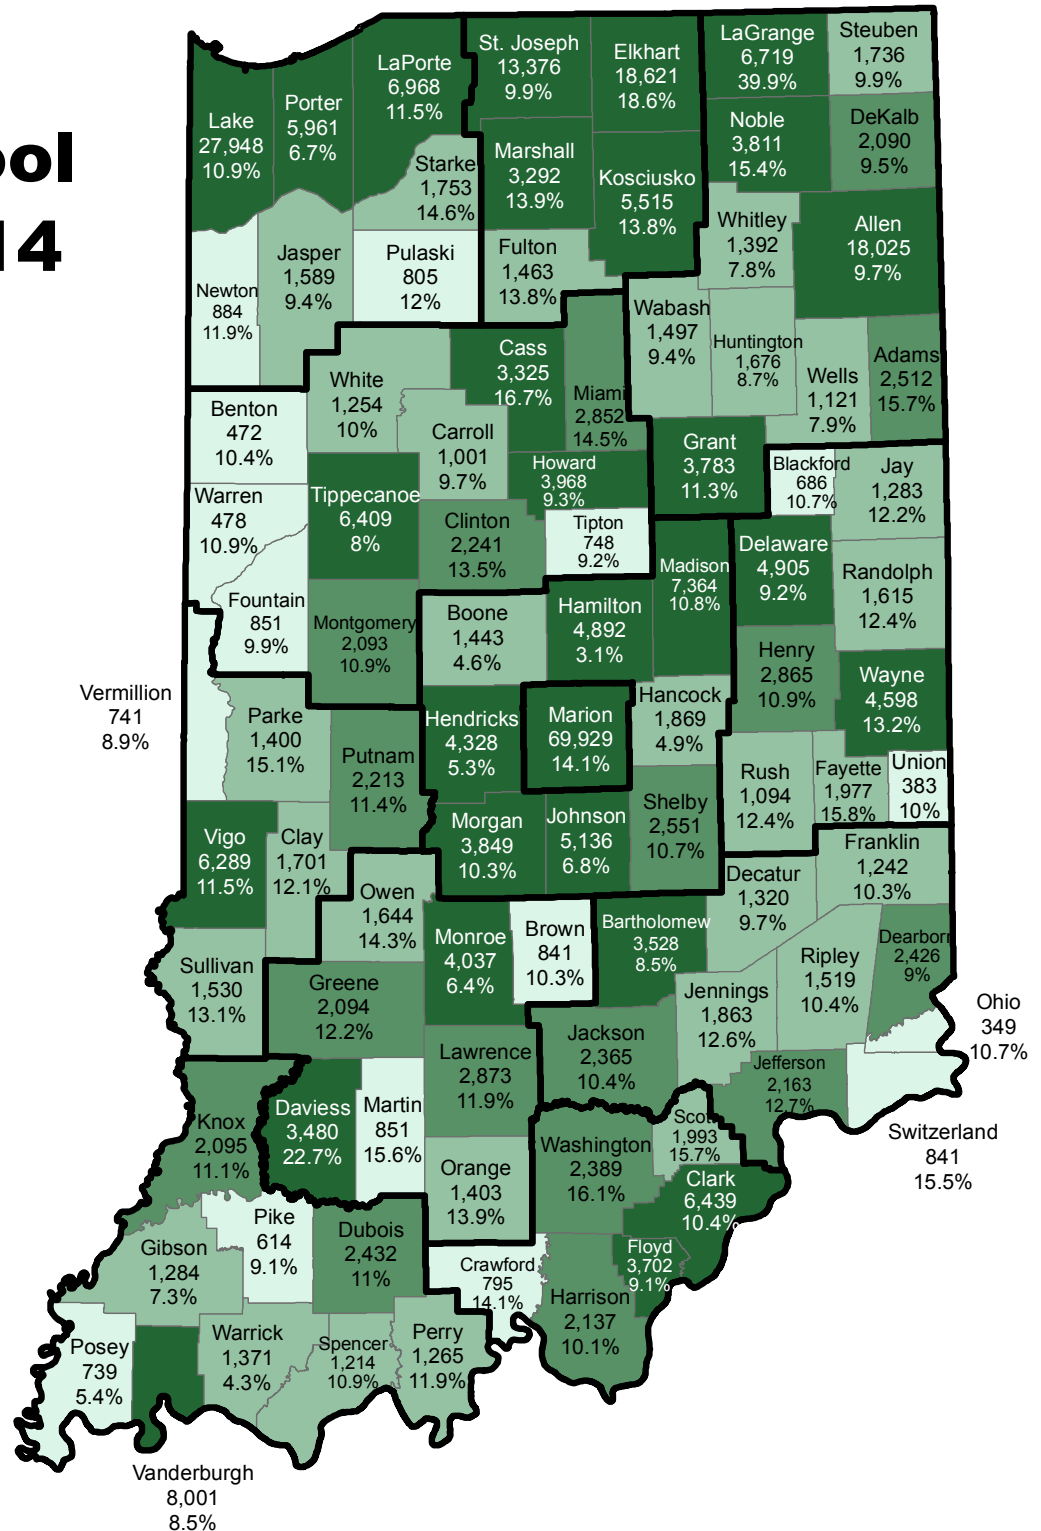 ool
14
LaGrange
6,719
39.9%
Steuben
1,736
9.9%
St. Joseph
13,376
9.9%
Elkhart
18,621
18.6%
LaPorte
6,968
11.5%
Porter
5,961
6.7%
Lake
27,948
10.9%
Noble
3,811
15.4%
DeKalb
2,090
9.5%
Marshall
3,292
13.9%
Starke
1,753
14.6%
Kosciusko
5,515
13.8%
Whitley
1,392
7.8%
Allen
18,025
9.7%
Fulton
1,463
13.8%
Pulaski
805
12%
Jasper
1,589
9.4%
Newton
884
11.9%
Wabash
1,497
9.4%
Huntington
1,676
8.7%
Wells
1,121
7.9%
Adams
2,512
15.7%
Cass
3,325
16.7%
White
1,254
10%
Miami
2,852
14.5%
Benton
472
10.4%
Carroll
1,001
9.7%
Grant
3,783
11.3%
Blackford
686
10.7%
Jay
1,283
12.2%
Howard
3,968
9.3%
Warren
478
10.9%
Tippecanoe
6,409
8%
Clinton
2,241
13.5%
Tipton
748
9.2%
Delaware
4,905
9.2%
Madison
7,364
10.8%
Randolph
1,615
12.4%
Fountain
851
9.9%
Montgomery
2,093
10.9%
Boone
1,443
4.6%
Hamilton
4,892
3.1%
Henry
2,865
10.9%
Wayne
4,598
13.2%
Vermillion
741
8.9%
Parke
1,400
15.1%
Putnam
2,213
11.4%
Hendricks
4,328
5.3%
Marion
69,929
14.1%
Hancock
1,869
4.9%
Rush
1,094
12.4%
Fayette
1,977
15.8%
Union
383
10%
Vigo
6,289
11.5%
Clay
1,701
12.1%
Morgan
3,849
10.3%
Johnson
5,136
6.8%
Shelby
2,551
10.7%
Franklin
1,242
10.3%
Decatur
1,320
9.7%
Owen
1,644
14.3%
Monroe
4,037
6.4%
Brown
841
10.3%
Bartholomew
3,528
8.5%
Dearborn
2,426
9%
Ripley
1,519
10.4%
Sullivan
1,530
13.1%
Greene
2,094
12.2%
Jennings
1,863
12.6%
Ohio
349
10.7%
Jackson
2,365
10.4%
Lawrence
2,873
11.9%
Jefferson
2,163
12.7%
Switzerland
841
15.5%
Knox
2,095
11.1%
Daviess
3,480
22.7%
Martin
851
15.6%
Scott
1,993
15.7%
Washington
2,389
16.1%
Orange
1,403
13.9%
Clark
6,439
10.4%
Pike
614
9.1%
Dubois
2,432
11%
Gibson
1,284
7.3%
Floyd
3,702
9.1%
Crawford
795
14.1%
Harrison
2,137
10.1%
Posey
739
5.4%
Warrick
1,371
4.3%
Spencer
1,214
10.9%
Perry
1,265
11.9%
Vanderburgh
8,001
8.5%